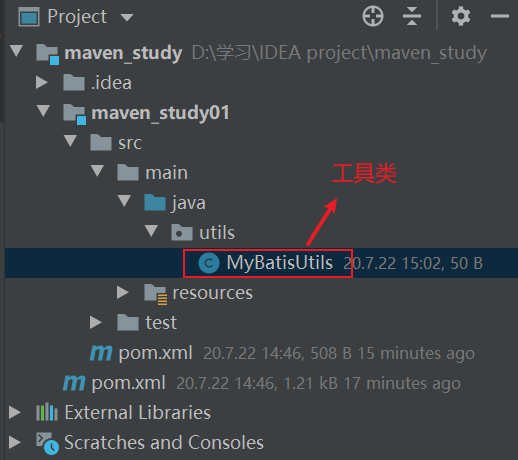 Project
maven_study D:\学习\IDEA project\maven_study
.idea
maven_study01
src
main
工具类
java
utils
MyBatisUtils 20.7.22 15:02, 50 B
resources
test
pom.xml 20.7.22 14:46, 508 B 15 minutes ago
pom.xml 20.7.22 14:46, 1.21 kB 17 minutes ago
External Libraries
Scratches and Consoles